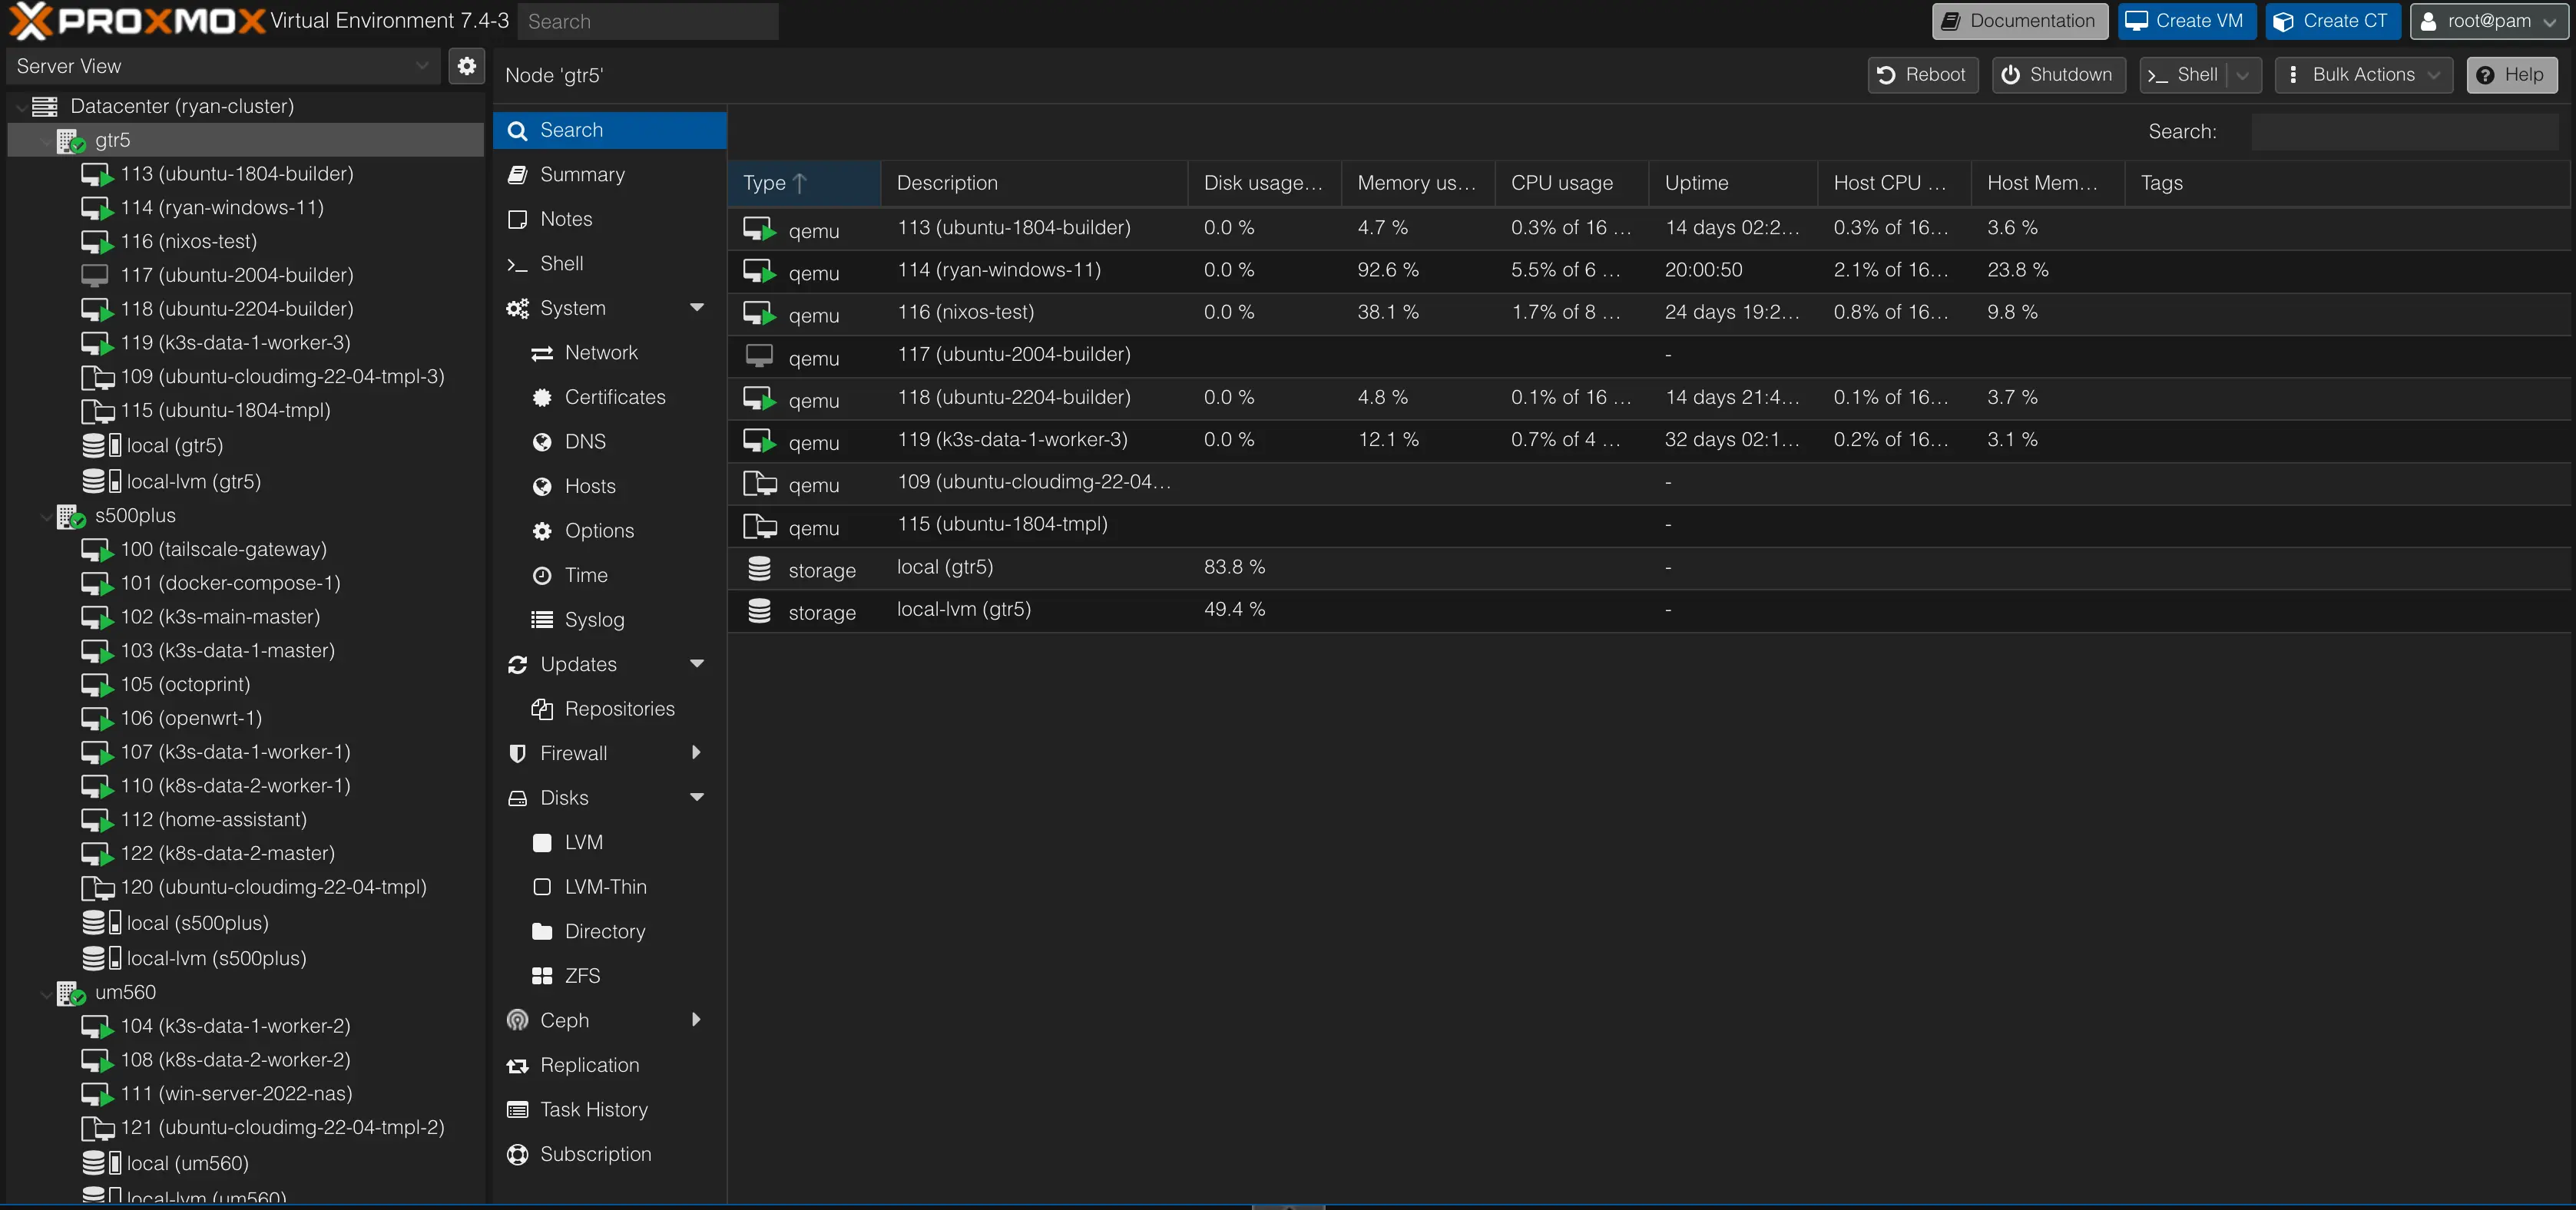 PROXMOX Virtual Environment 7.4-3 Search Documentation Create VM Create CT root@pam
Server View
Datacenter (ryan-cluster)
gtr5
113 (ubuntu-1804-builder)
114 (ryan-windows-11)
116 (nixos-test)
117 (ubuntu-2004-builder)
118 (ubuntu-2204-builder)
119 (k3s-data-1-worker-3)
109 (ubuntu-cloudimg-22-04-tmpl-3)
115 (ubuntu-1804-tmpl)
local (gtr5)
local-lvm (gtr5)
s500plus
100 (tailscale-gateway)
101 (docker-compose-1)
102 (k3s-main-master)
103 (k3s-data-1-master)
105 (octoprint)
106 (openwrt-1)
107 (k3s-data-1-worker-1)
110 (k8s-data-2-worker-1)
112 (home-assistant)
122 (k8s-data-2-master)
120 (ubuntu-cloudimg-22-04-tmpl)
local (s500plus)
local-lvm (s500plus)
um560
104 (k3s-data-1-worker-2)
108 (k8s-data-2-worker-2)
111 (win-server-2022-nas)
121 (ubuntu-cloudimg-22-04-tmpl-2)
local (um560)
local-lvm (um560)
Node 'gtr5' Reboot Shutdown Shell Bulk Actions Help
Search
Summary
Notes
Shell
System
Network
Certificates
DNS
Hosts
Options
Time
Syslog
Updates
Repositories
Firewall
Disks
LVM
LVM-Thin
Directory
ZFS
Ceph
Replication
Task History
Subscription
Search:
Type Description Disk usage... Memory us... CPU usage Uptime Host CPU ... Host Mem... Tags
qemu 113 (ubuntu-1804-builder) 0.0 % 4.7 % 0.3% of 16 ... 14 days 02:2... 0.3% of 16... 3.6 %
qemu 114 (ryan-windows-11) 0.0 % 92.6 % 5.5% of 6 ... 20:00:50 2.1% of 16... 23.8 %
qemu 116 (nixos-test) 0.0 % 38.1 % 1.7% of 8 ... 24 days 19:2... 0.8% of 16... 9.8 %
qemu 117 (ubuntu-2004-builder) -
qemu 118 (ubuntu-2204-builder) 0.0 % 4.8 % 0.1% of 16 ... 14 days 21:4... 0.1% of 16... 3.7 %
qemu 119 (k3s-data-1-worker-3) 0.0 % 12.1 % 0.7% of 4 ... 32 days 02:1... 0.2% of 16... 3.1 %
qemu 109 (ubuntu-cloudimg-22-04... -
qemu 115 (ubuntu-1804-tmpl) -
storage local (gtr5) 83.8 % -
storage local-lvm (gtr5) 49.4 % -